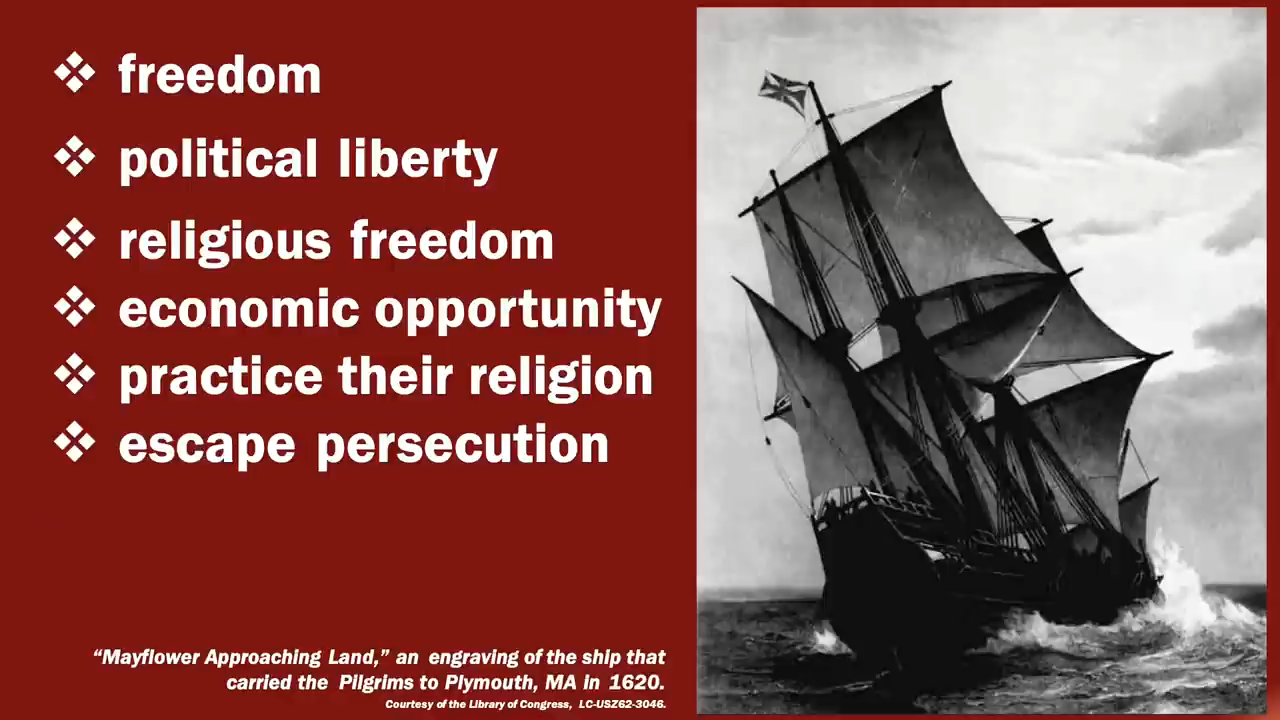 ❖ freedom
❖ political liberty
❖ religious freedom
❖ economic opportunity
❖ practice their religion
❖ escape persecution
“Mayflower Approaching Land,” an engraving of the ship that
carried the Pilgrims to Plymouth, MA in 1620.
Courtesy of the Library of Congress, LC-USZ62-3046.